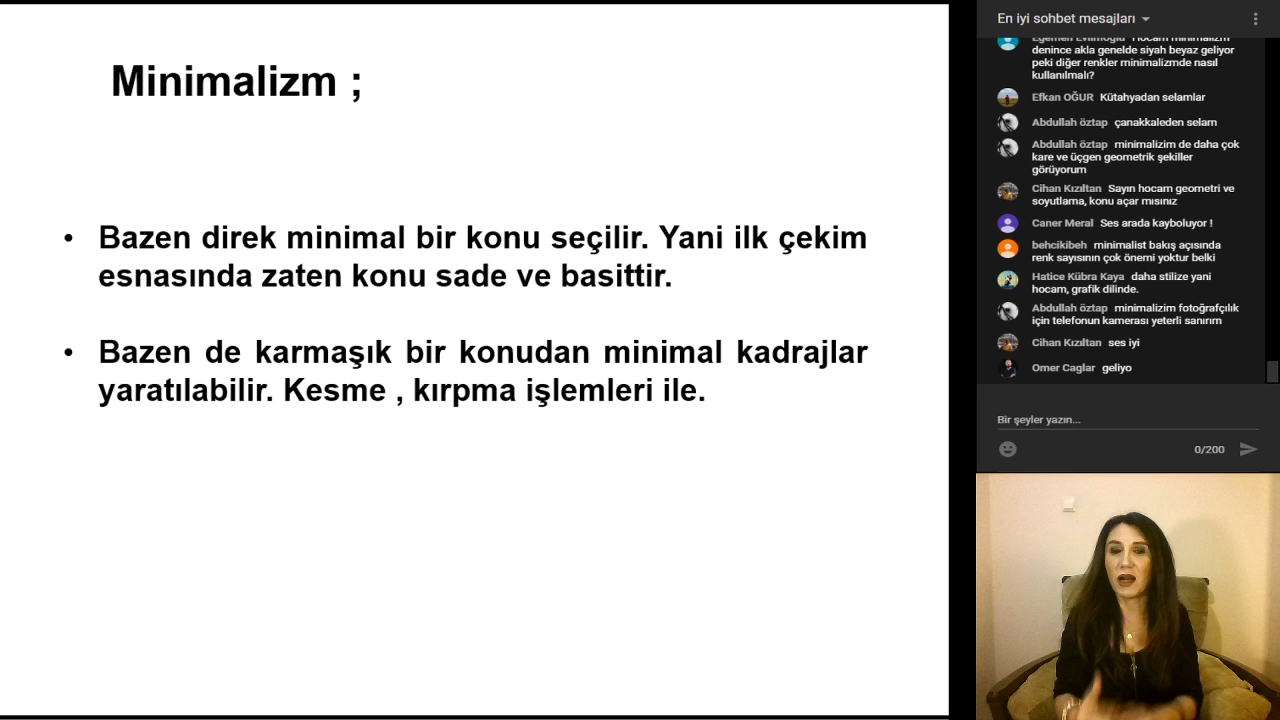 Minimalizm ;
• Bazen direk minimal bir konu seçilir. Yani ilk çekim
esnasında zaten konu sade ve basittir.
• Bazen de karmaşık bir konudan minimal kadrajlar
yaratılabilir. Kesme , kırpma işlemleri ile.
En iyi sohbet mesajları
denince akla genelde siyah beyaz geliyor
peki diğer renkler minimalizmde nasıl
kullanılmalı?
Efkan OĞUR Kütahyadan selamlar
Abdullah öztap çanakkaleden selam
Abdullah öztap minimalizim de daha çok
kare ve üçgen geometrik şekiller
görüyorum
Cihan Kızıltan Sayın hocam geometri ve
soyutlama, konu açar mısınız
Caner Meral Ses arada kayboluyor !
behcikibeh minimalist bakış açısında
renk sayısının çok önemi yoktur belki
Hatice Kübra Kaya daha stilize yani
hocam, grafik dilinde.
Abdullah öztap minimalizim fotoğrafçılık
için telefonun kamerası yeterli sanırım
Cihan Kızıltan ses iyi
Omer Caglar geliyo
Bir şeyler yazın...
0/200